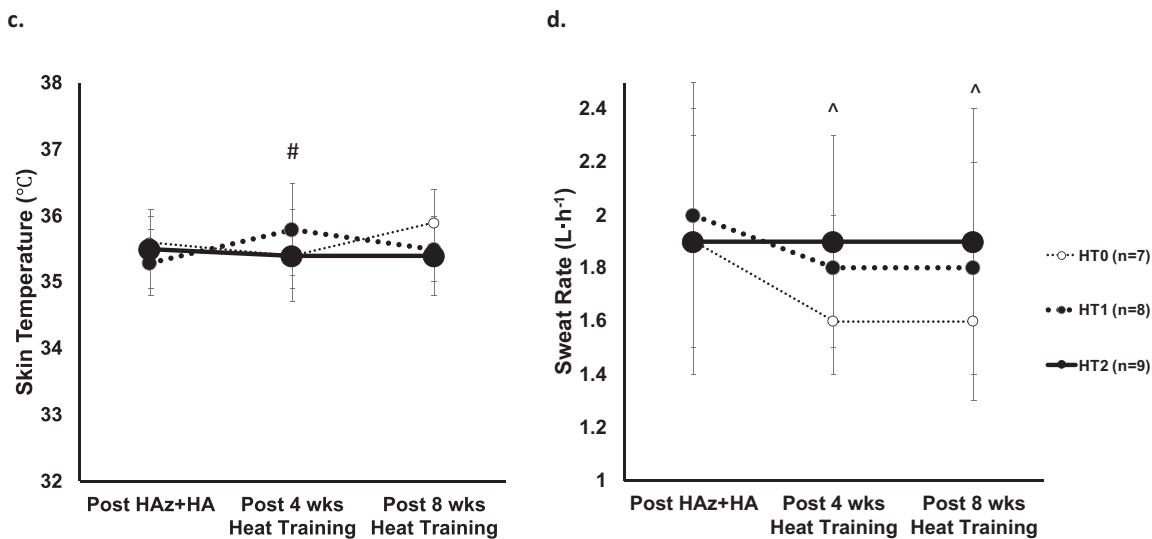 c.
Skin Temperature (°C)
38
37
36
35
34
33
32
#
Post HAz+HA
Post 4 wks
Heat Training
Post 8 wks
Heat Training
d.
Sweat Rate (L·h⁻¹)
2.4
2.2
2
1.8
1.6
1.4
1.2
1
^
^
Post HAz+HA
Post 4 wks
Heat Training
Post 8 wks
Heat Training
HT0 (n=7)
HT1 (n=8)
HT2 (n=9)